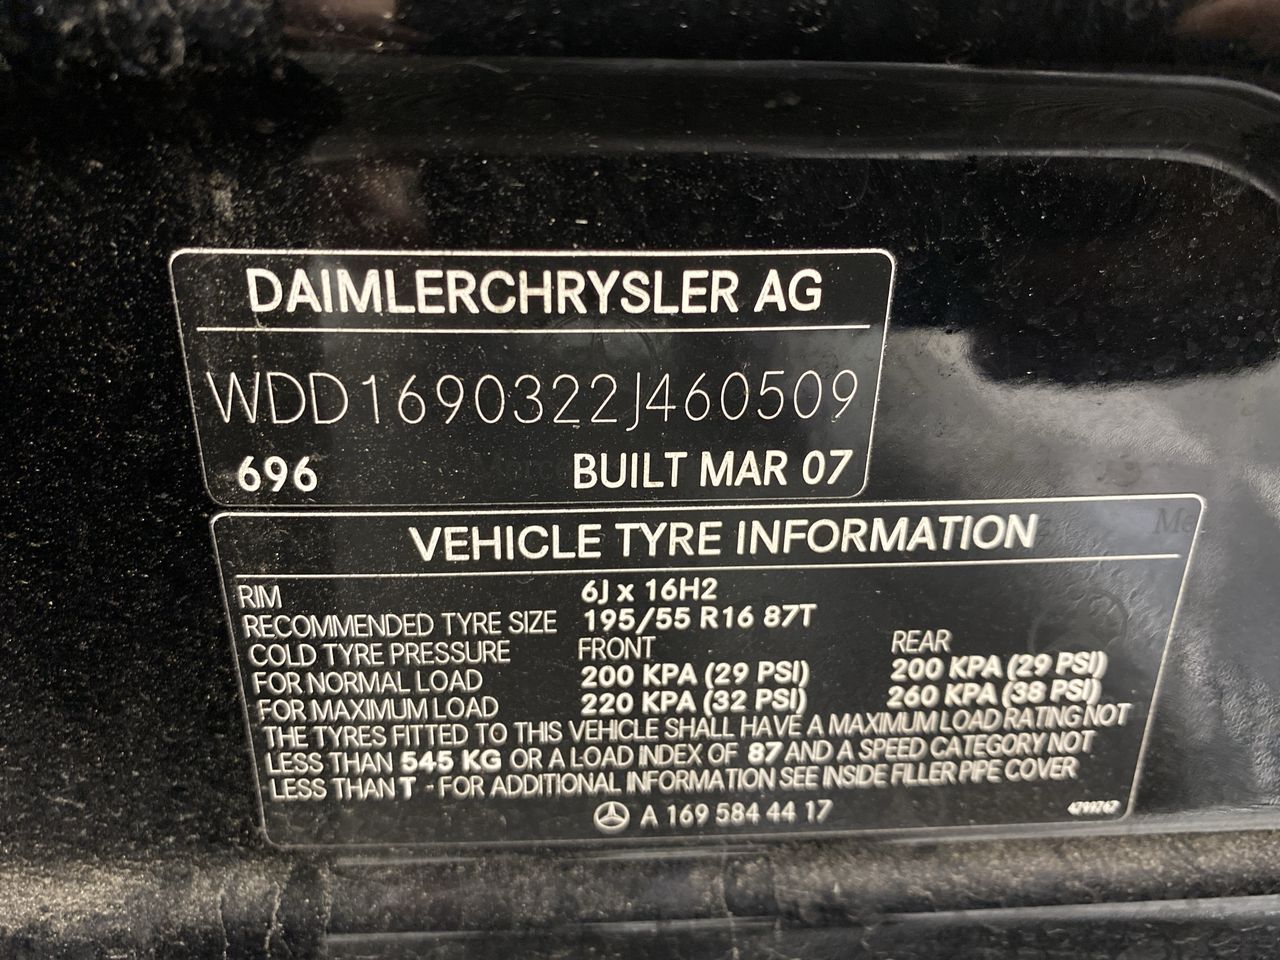 DAIMLERCHRYSLER AG
WDD1690322J460509
696 BUILT MAR 07
VEHICLE TYRE INFORMATION
RIM 6J x 16H2
RECOMMENDED TYRE SIZE 195/55 R16 87T
COLD TYRE PRESSURE FRONT REAR
FOR NORMAL LOAD 200 KPA (29 PSI) 200 KPA (29 PSI)
FOR MAXIMUM LOAD 220 KPA (32 PSI) 260 KPA (38 PSI)
THE TYRES FITTED TO THIS VEHICLE SHALL HAVE A MAXIMUM LOAD RATING NOT
LESS THAN 545 KG OR A LOAD INDEX OF 87 AND A SPEED CATEGORY NOT
LESS THAN T - FOR ADDITIONAL INFORMATION SEE INSIDE FILLER PIPE COVER
A 169 584 44 17